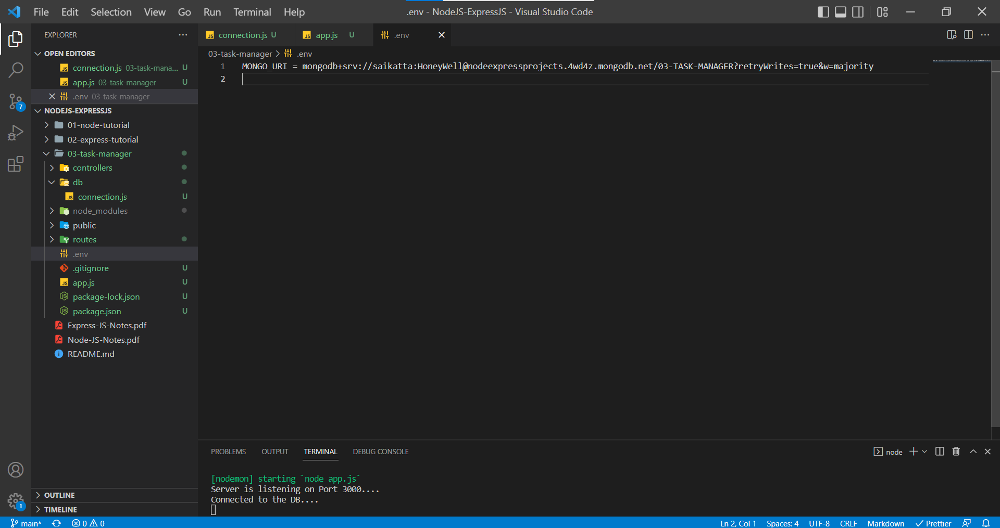 File Edit Selection View Go Run Terminal Help
.env - NodeJS-ExpressJS - Visual Studio Code
EXPLORER
OPEN EDITORS
connection.js 03-task-mana... U
app.js 03-task-manager U
.env 03-task-manager
NODEJS-EXPRESSJS
01-node-tutorial
02-express-tutorial
03-task-manager
controllers
db
connection.js U
node_modules
public
routes
.env
.gitignore U
app.js U
package-lock.json U
package.json U
Express-JS-Notes.pdf
Node-JS-Notes.pdf
README.md
OUTLINE
TIMELINE
7
1
connection.js U app.js U .env
03-task-manager > .env
1 MONGO_URI = mongodb+srv://saikatta:HoneyWell@nodeexpressprojects.4wd4z.mongodb.net/03-TASK-MANAGER?retryWrites=true&w=majority
2
PROBLEMS OUTPUT TERMINAL DEBUG CONSOLE
node
[nodemon] starting `node app.js`
Server is listening on Port 3000....
Connected to the DB....
main* 0 0 Ln 2, Col 1 Spaces: 4 UTF-8 CRLF Markdown Prettier